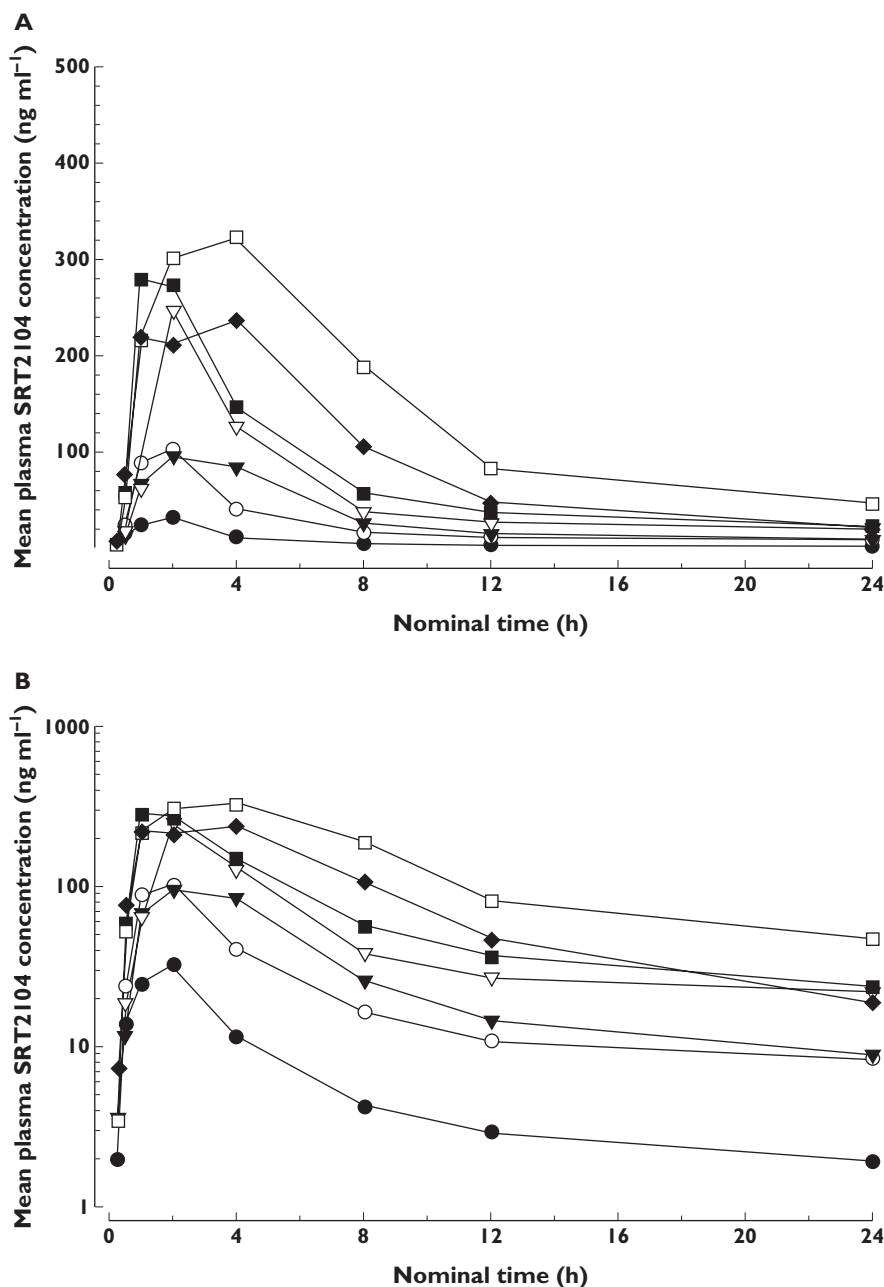 A
Mean plasma SRT2104 concentration (ng ml⁻¹)
500
400
300
200
100
0 4 8 12 16 20 24
Nominal time (h)
B
Mean plasma SRT2104 concentration (ng ml⁻¹)
1000
100
10
1
0 4 8 12 16 20 24
Nominal time (h)